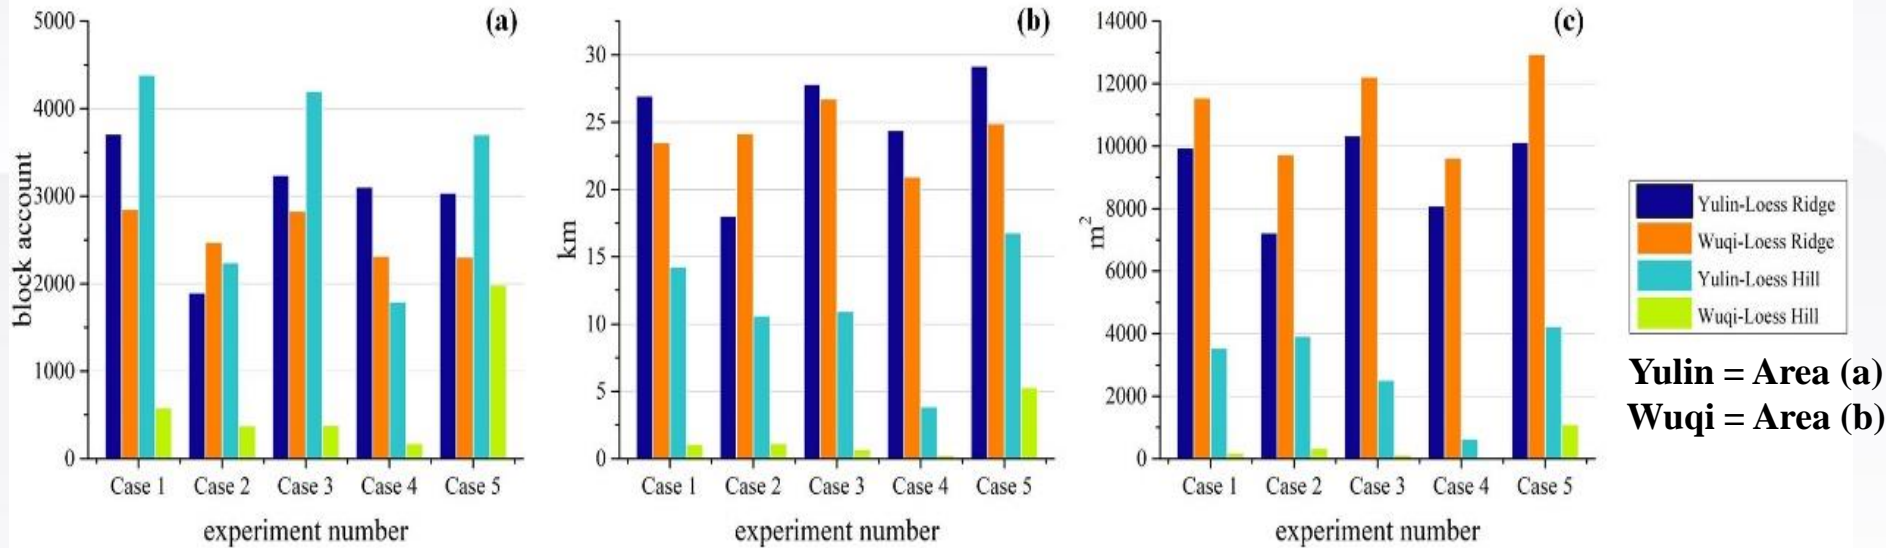 (a)
5000
4000
3000
2000
1000
0
block account
Case 1 Case 2 Case 3 Case 4 Case 5
experiment number
(b)
30
25
20
15
10
5
0
km
Case 1 Case 2 Case 3 Case 4 Case 5
experiment number
(c)
14000
12000
10000
8000
6000
4000
2000
0
m²
Case 1 Case 2 Case 3 Case 4 Case 5
experiment number
Yulin-Loess Ridge
Wuqi-Loess Ridge
Yulin-Loess Hill
Wuqi-Loess Hill
Yulin = Area (a)
Wuqi = Area (b)